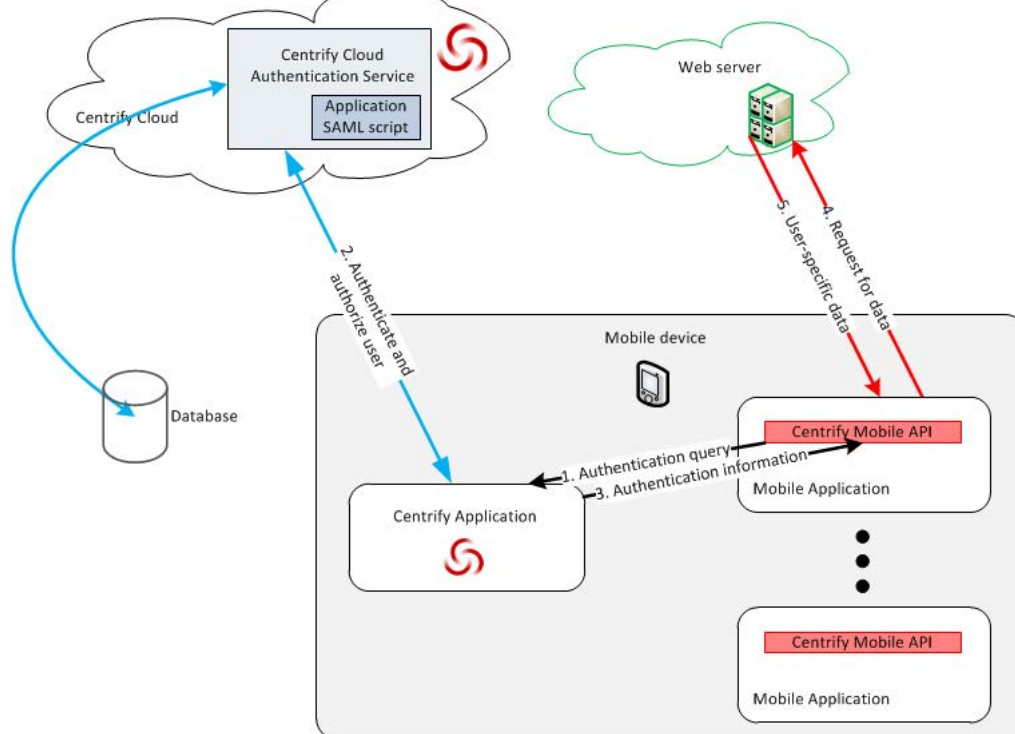 Centrify Cloud
Authentication Service
Application
SAML script
Centrify Cloud
Web server
2. Authenticate and
authorize user
5. User-specific
data
4. Request for
data
Mobile device
Database
Centrify Mobile API
1. Authentication query
3. Authentication information
Mobile Application
Centrify Application
Centrify Mobile API
Mobile Application